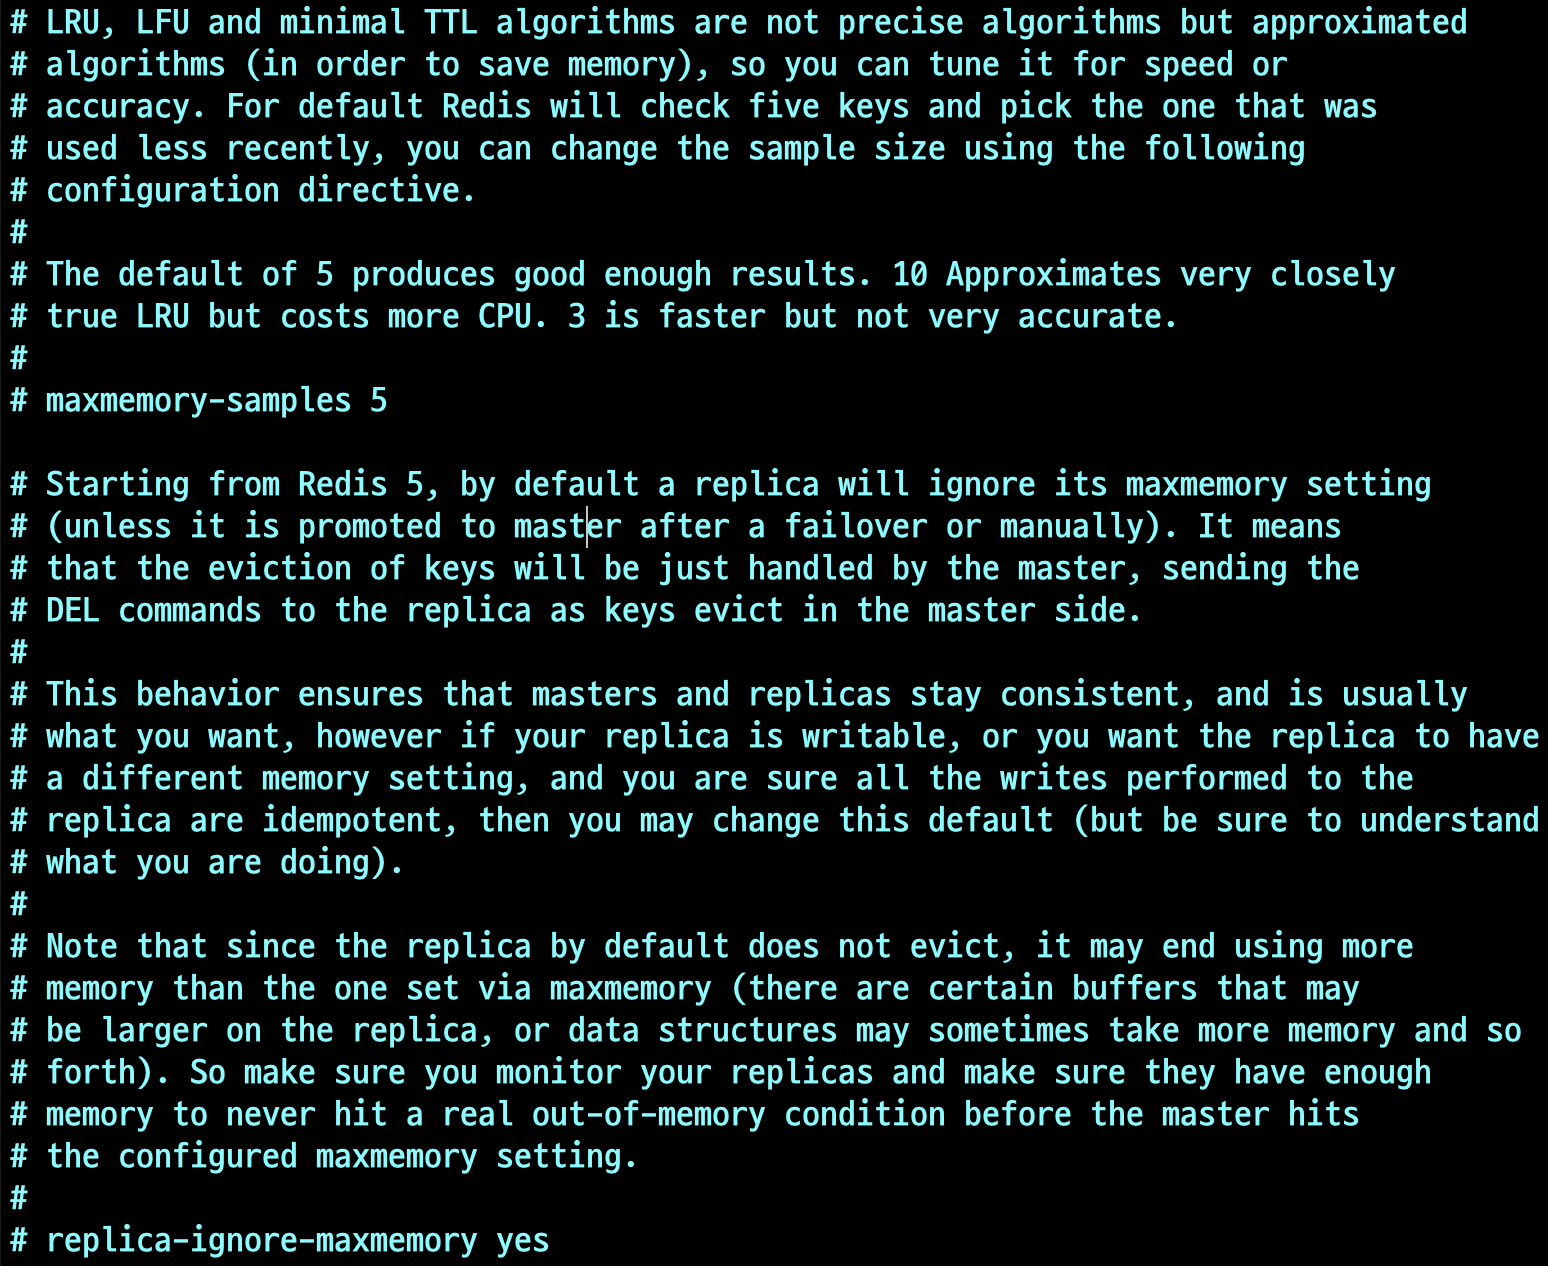 # LRU, LFU and minimal TTL algorithms are not precise algorithms but approximated
# algorithms (in order to save memory), so you can tune it for speed or
# accuracy. For default Redis will check five keys and pick the one that was
# used less recently, you can change the sample size using the following
# configuration directive.
#
# The default of 5 produces good enough results. 10 Approximates very closely
# true LRU but costs more CPU. 3 is faster but not very accurate.
#
# maxmemory-samples 5

# Starting from Redis 5, by default a replica will ignore its maxmemory setting
# (unless it is promoted to master after a failover or manually). It means
# that the eviction of keys will be just handled by the master, sending the
# DEL commands to the replica as keys evict in the master side.
#
# This behavior ensures that masters and replicas stay consistent, and is usually
# what you want, however if your replica is writable, or you want the replica to have
# a different memory setting, and you are sure all the writes performed to the
# replica are idempotent, then you may change this default (but be sure to understand
# what you are doing).
#
# Note that since the replica by default does not evict, it may end using more
# memory than the one set via maxmemory (there are certain buffers that may
# be larger on the replica, or data structures may sometimes take more memory and so
# forth). So make sure you monitor your replicas and make sure they have enough
# memory to never hit a real out-of-memory condition before the master hits
# the configured maxmemory setting.
#
# replica-ignore-maxmemory yes